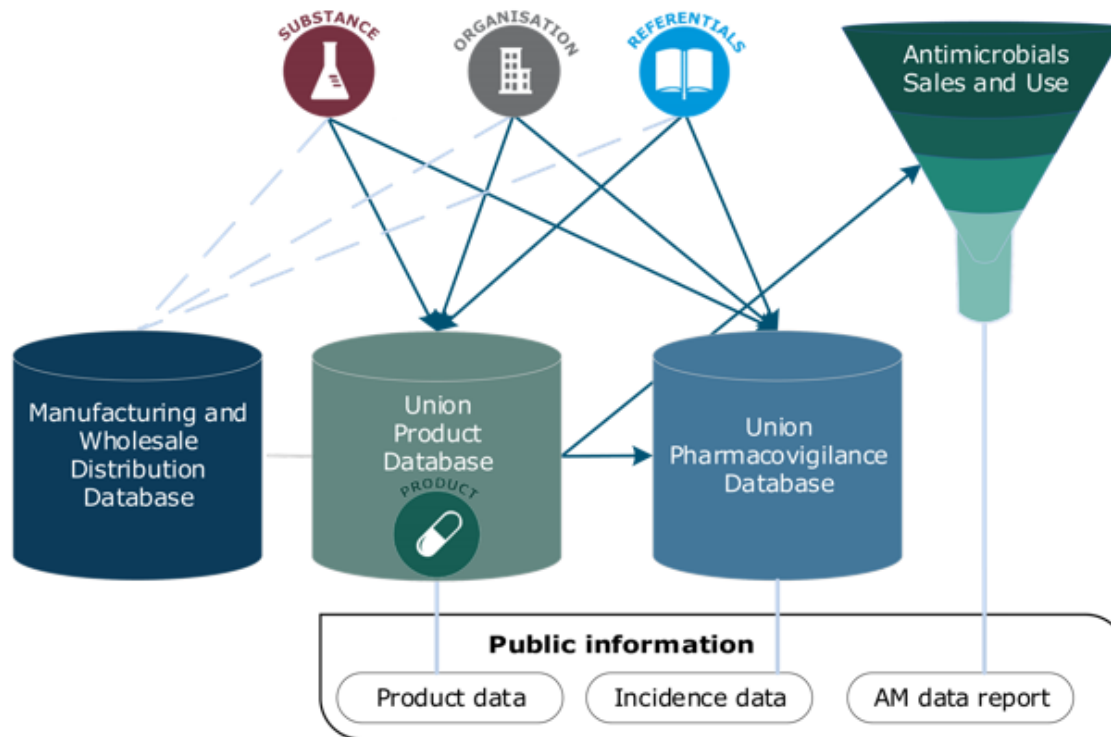 SUBSTANCE
ORGANISATION
REFERENTIALS
Antimicrobials
Sales and Use
Manufacturing and
Wholesale
Distribution
Database
Union
Product
Database
PRODUCT
Union
Pharmacovigilance
Database
Public information
Product data
Incidence data
AM data report